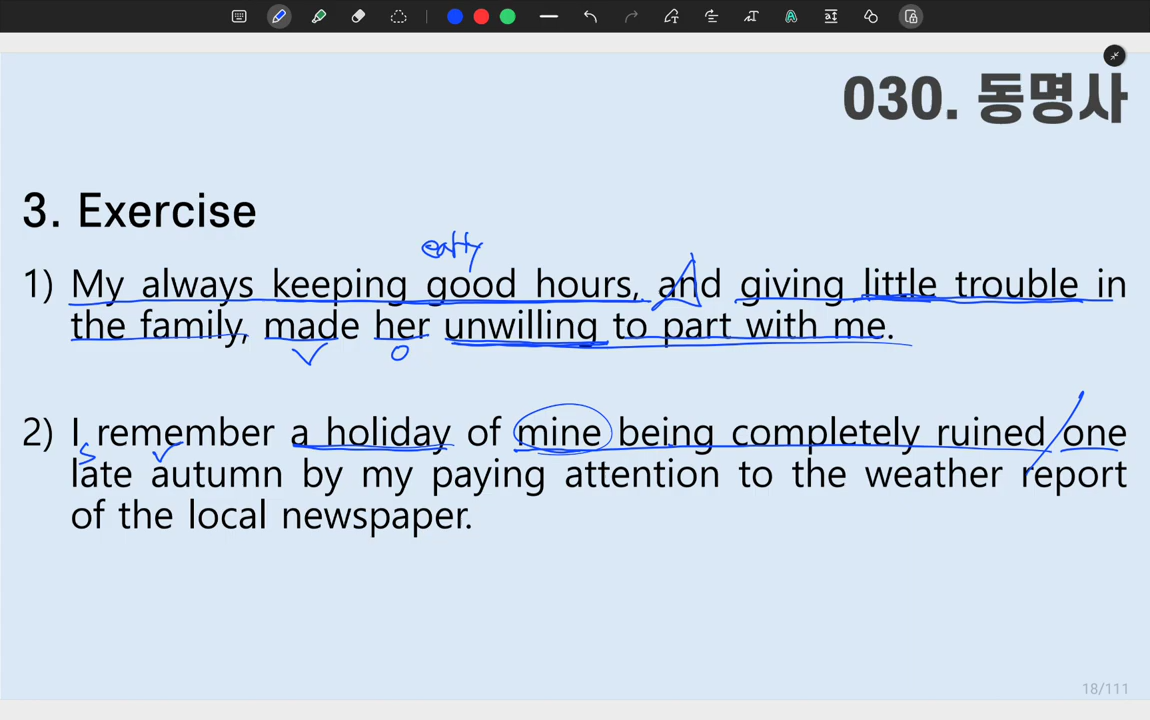 030. 동명사
3. Exercise
early
1) My always keeping good hours, and giving little trouble in
the family, made her unwilling to part with me.
V
O
2) I remember a holiday of mine being completely ruined one
S V
late autumn by my paying attention to the weather report
of the local newspaper.
18/111